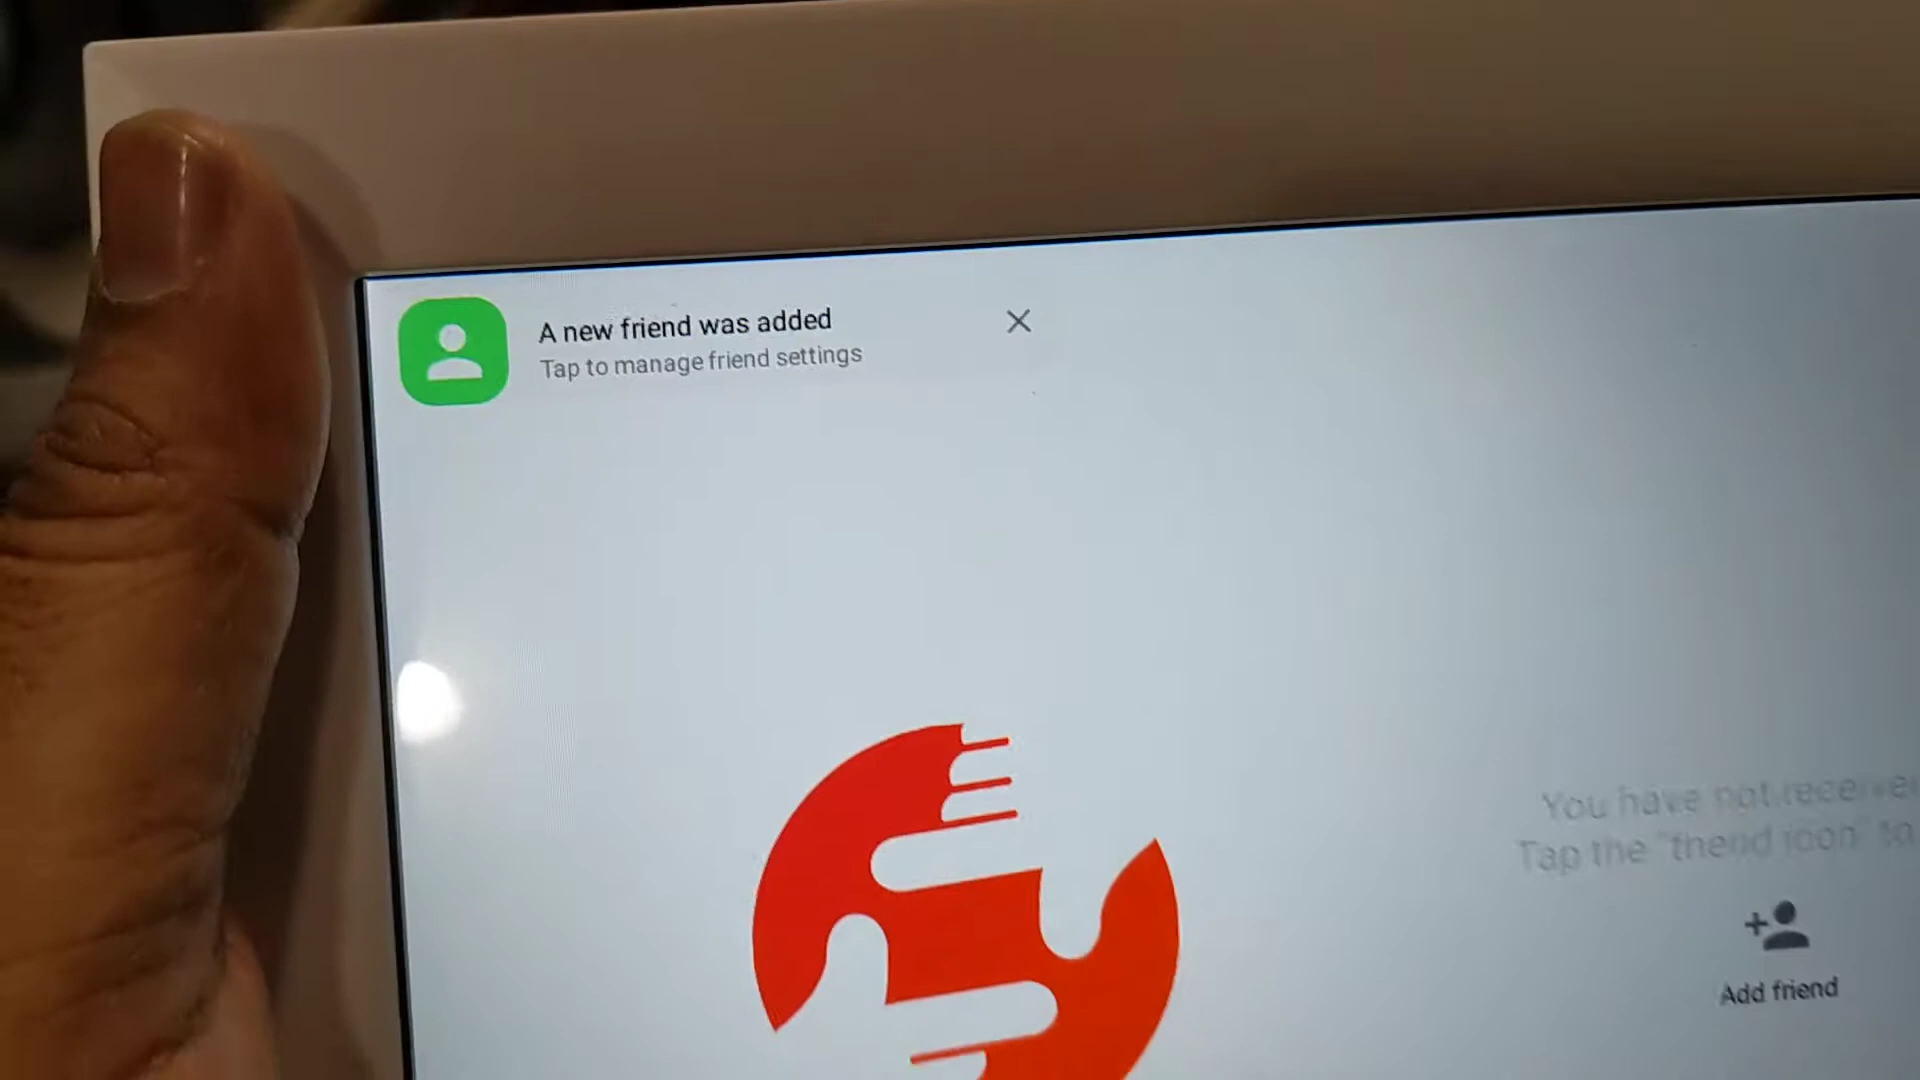 A new friend was added
Tap to manage friend settings
You have not receive
Tap the "friend icon" to
Add friend